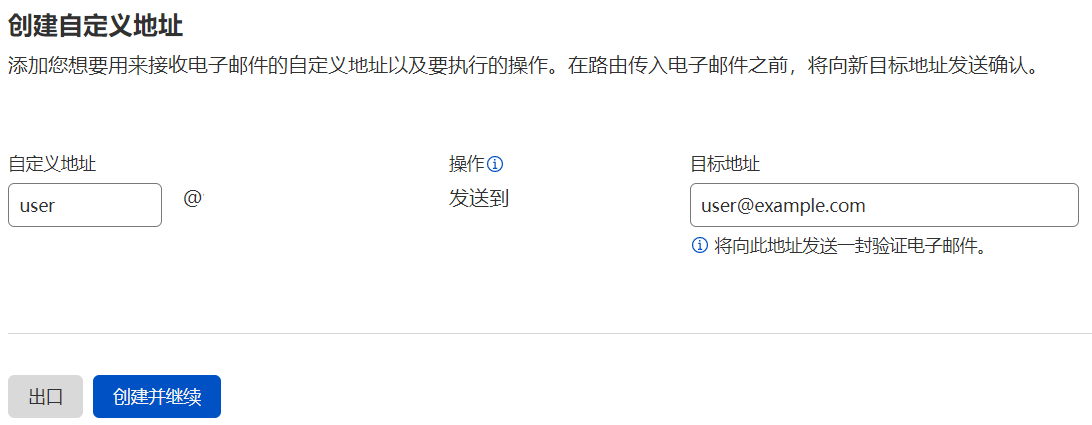 创建自定义地址
添加您想要用来接收电子邮件的自定义地址以及要执行的操作。在路由传入电子邮件之前，将向新目标地址发送确认。
自定义地址
操作
目标地址
user
@
发送到
user@example.com
将向此地址发送一封验证电子邮件。
出口
创建并继续